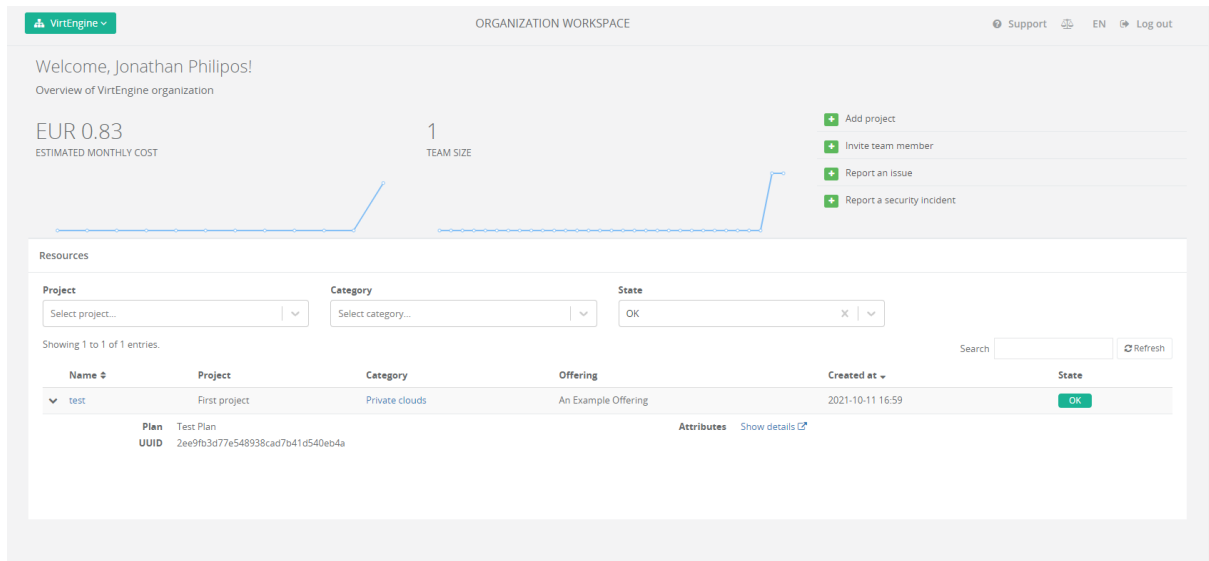 VirtEngine
ORGANIZATION WORKSPACE
Support EN Log out
Welcome, Jonathan Philipos!
Overview of VirtEngine organization
EUR 0.83
ESTIMATED MONTHLY COST
1
TEAM SIZE
Add project
Invite team member
Report an issue
Report a security incident
Resources
Project Category State
Select project... Select category... OK
Showing 1 to 1 of 1 entries.
Search Refresh
Name Project Category Offering Created at State
test First project Private clouds An Example Offering 2021-10-11 16:59 OK
Plan Test Plan Attributes Show details
UUID 2ee9fb3d77e548938cad7b41d540eb4a